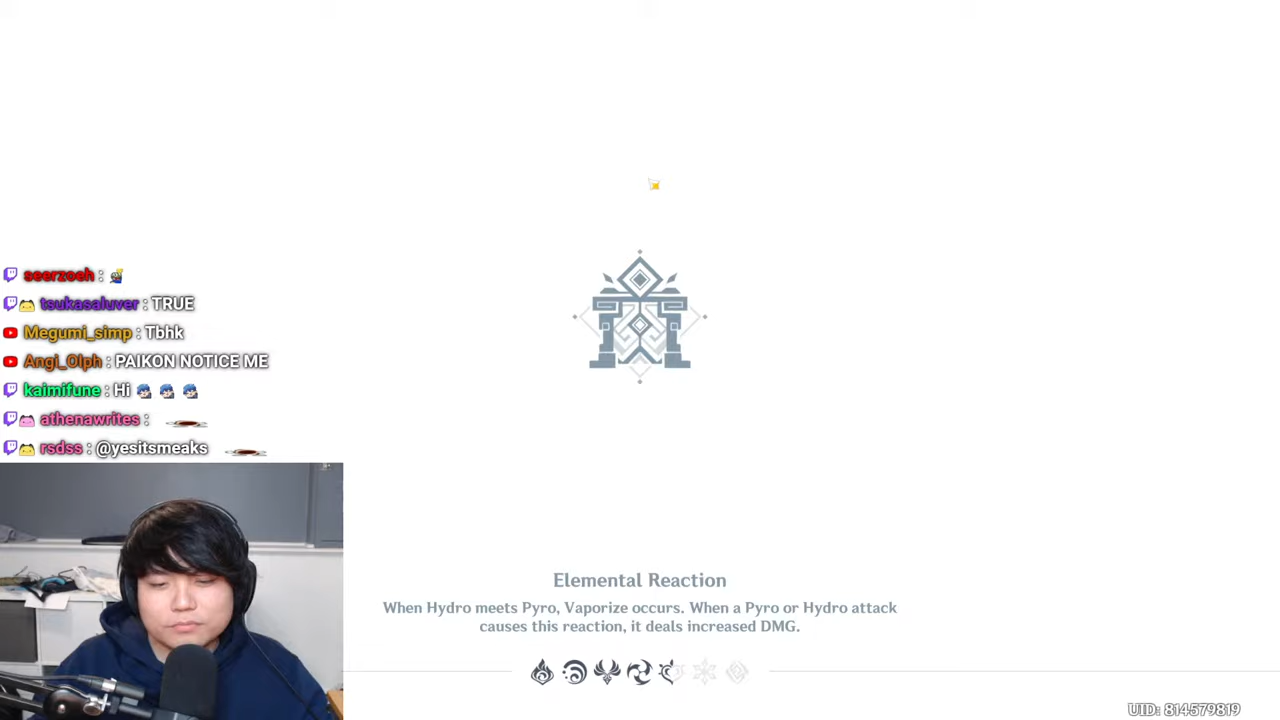 seerzoeh :
tsukasaluver : TRUE
Megumi_simp : Tbhk
Angi_Olph : PAIKON NOTICE ME
kaimifune : Hi
athenawrites :
rsdss : @yesitsmeaks
Elemental Reaction
When Hydro meets Pyro, Vaporize occurs. When a Pyro or Hydro attack
causes this reaction, it deals increased DMG.
UID: 814579819